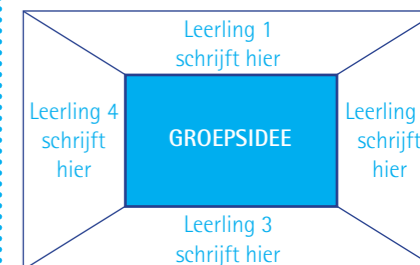 Leerling 1
schrijft hier
Leerling 4
schrijft
hier
GROEPSIDEE
Leerling
schrijft
hier
Leerling 3
schrijft hier